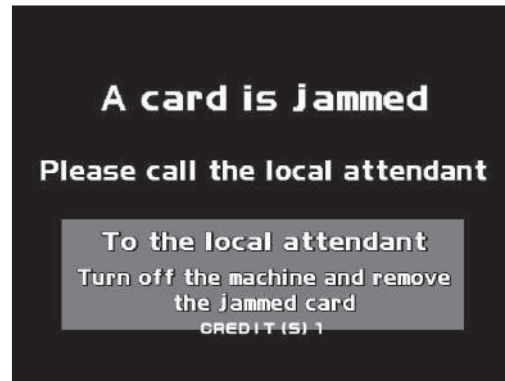 A card is jammed
Please call the local attendant
To the local attendant
Turn off the machine and remove
the jammed card
CREDIT(S) 1